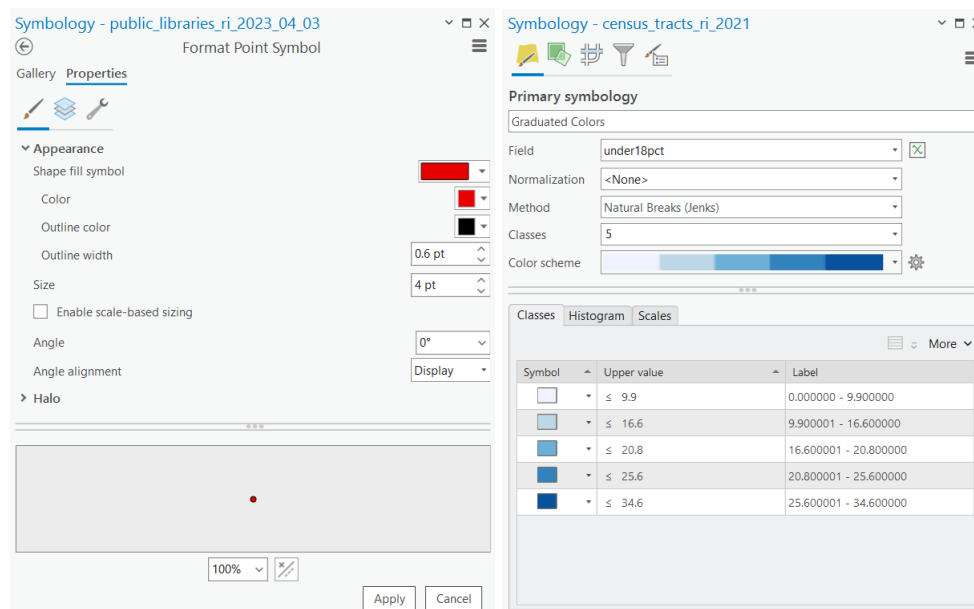 Symbology - public_libraries_ri_2023_04_03
Format Point Symbol
Gallery Properties
Appearance
Shape fill symbol
Color
Outline color
Outline width 0.6 pt
Size 4 pt
Enable scale-based sizing
Angle 0°
Angle alignment Display
Halo
100%
Apply Cancel
Symbology - census_tracts_ri_2021
Primary symbology
Graduated Colors
Field under18pct
Normalization <None>
Method Natural Breaks (Jenks)
Classes 5
Color scheme
Classes Histogram Scales
More
Symbol Upper value Label
≤ 9.9 0.000000 - 9.900000
≤ 16.6 9.900001 - 16.600000
≤ 20.8 16.600001 - 20.800000
≤ 25.6 20.800001 - 25.600000
≤ 34.6 25.600001 - 34.600000